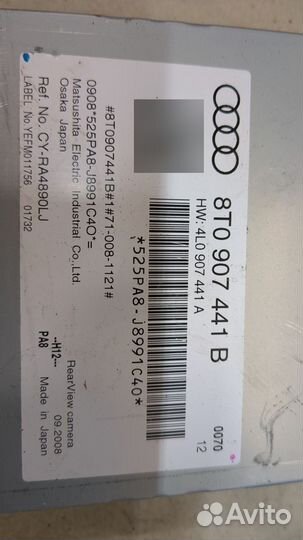 8T0 907 441 B
HW: 4L0 907 441 A
0070
12
*525PA8-J8991C40*
#8T0907441B#1#71-008-1121#
0908*525PA8-J8991C4O*=
Matsushita Electric Industrial Co.,Ltd.
Osaka Japan
Ref. No. CY-RA4890LJ
LABEL No YEFM011756 01732
-H12--
PA8
RearView camera
09.2008
Made in Japan
Avito